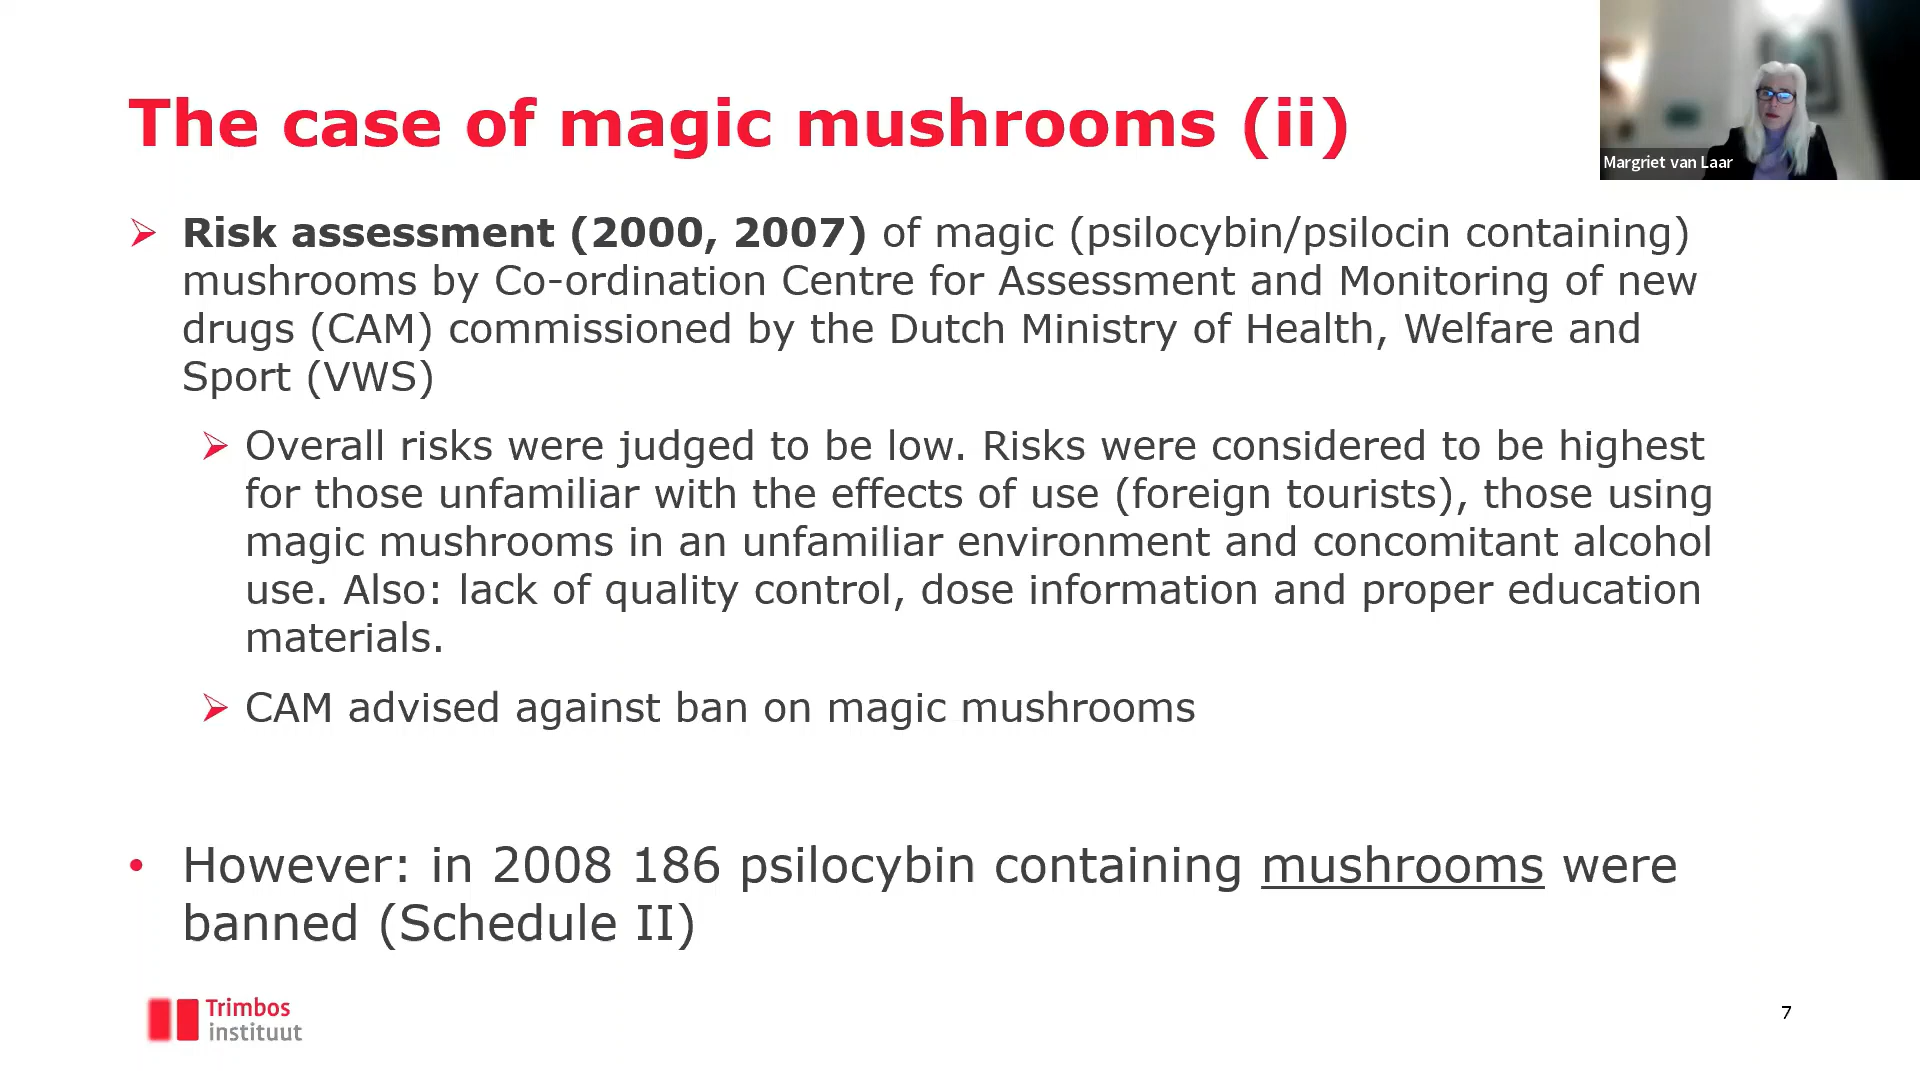 The case of magic mushrooms (ii)
Margriet van Laar
Risk assessment (2000, 2007) of magic (psilocybin/psilocin containing)
mushrooms by Co-ordination Centre for Assessment and Monitoring of new
drugs (CAM) commissioned by the Dutch Ministry of Health, Welfare and
Sport (VWS)
Overall risks were judged to be low. Risks were considered to be highest
for those unfamiliar with the effects of use (foreign tourists), those using
magic mushrooms in an unfamiliar environment and concomitant alcohol
use. Also: lack of quality control, dose information and proper education
materials.
CAM advised against ban on magic mushrooms
However: in 2008 186 psilocybin containing mushrooms were
banned (Schedule II)
Trimbos
instituut
7